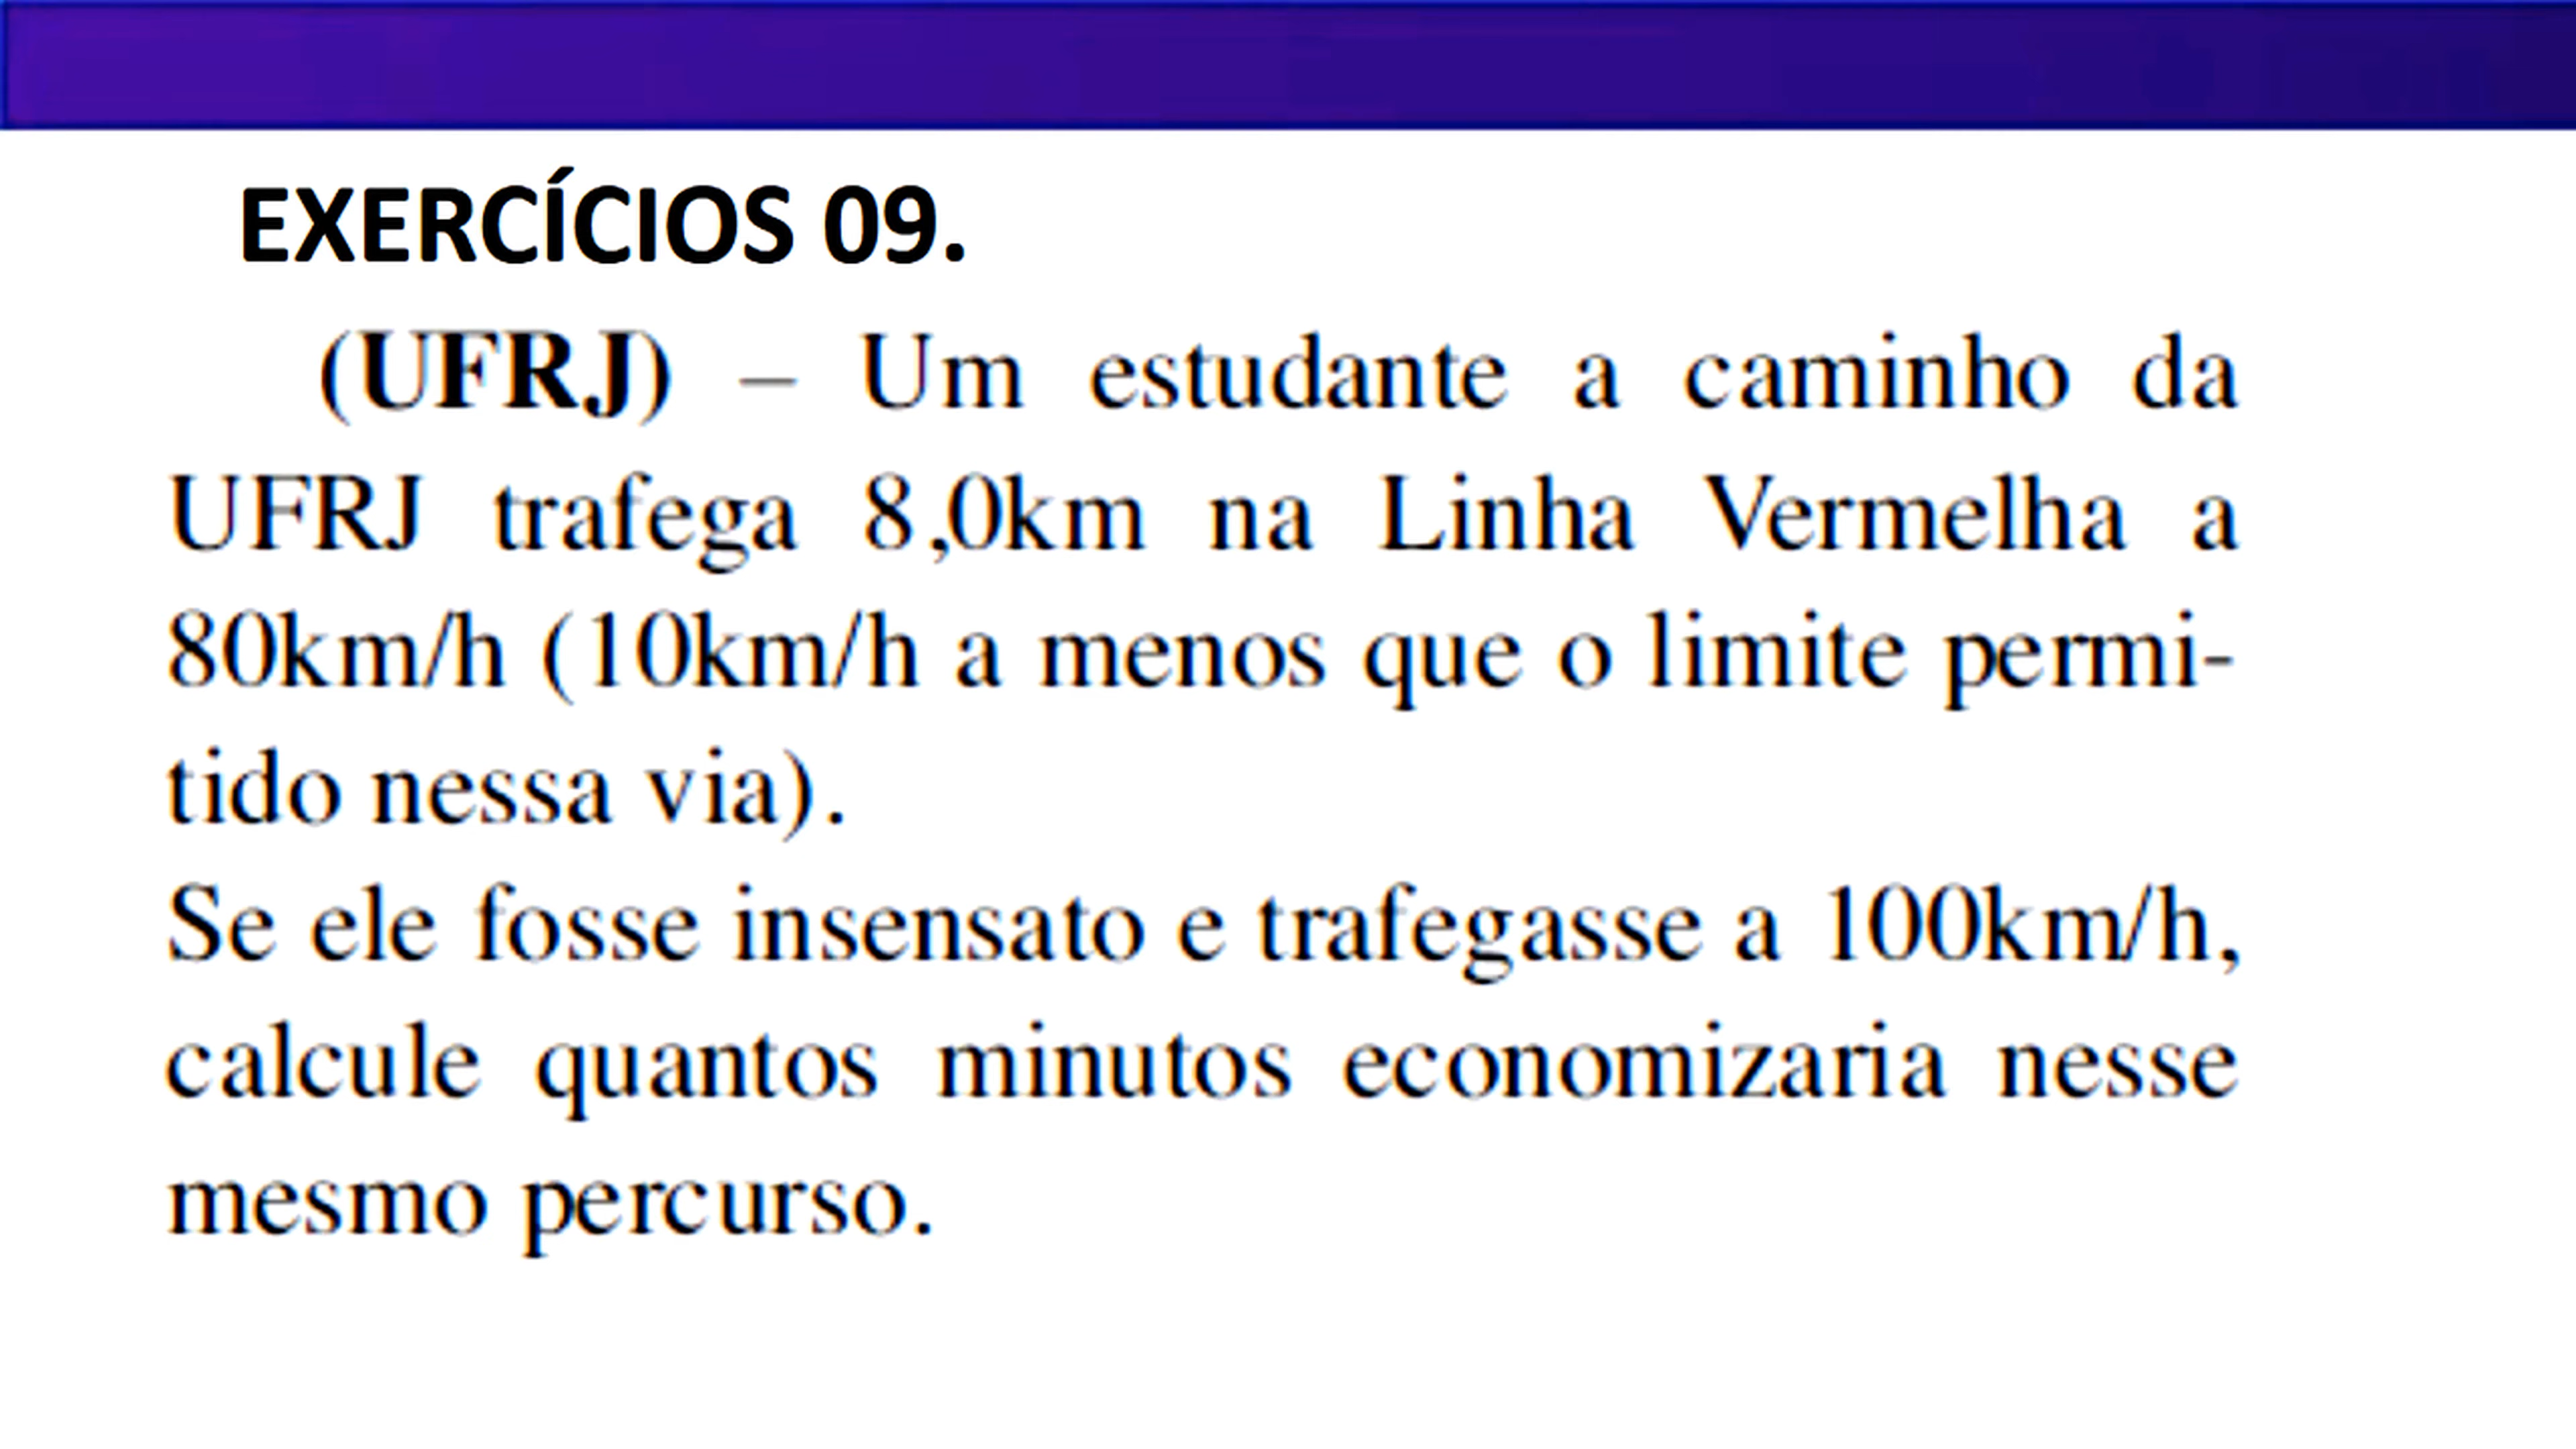 EXERCÍCIOS 09.
(UFRJ) – Um estudante a caminho da
UFRJ trafega 8,0km na Linha Vermelha a
80km/h (10km/h a menos que o limite permi-
tido nessa via).
Se ele fosse insensato e trafegasse a 100km/h,
calcule quantos minutos economizaria nesse
mesmo percurso.